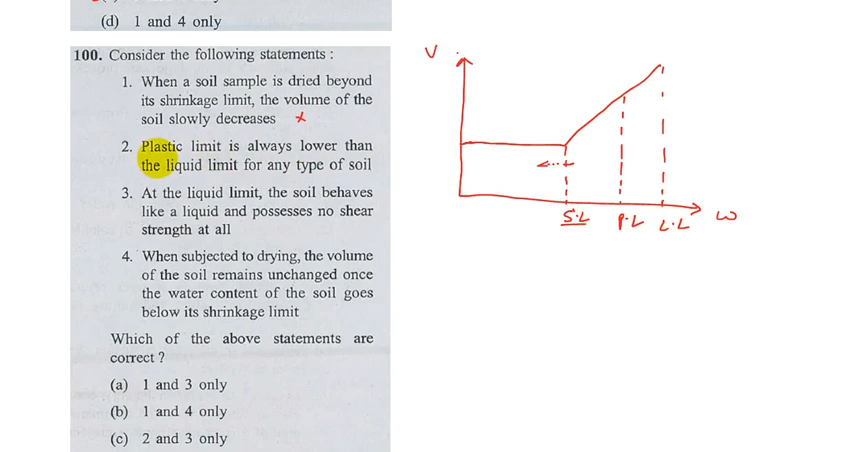 (d) 1 and 4 only
100. Consider the following statements :
1. When a soil sample is dried beyond
its shrinkage limit, the volume of the
soil slowly decreases x
2. Plastic limit is always lower than
the liquid limit for any type of soil
3. At the liquid limit, the soil behaves
like a liquid and possesses no shear
strength at all
4. When subjected to drying, the volume
of the soil remains unchanged once
the water content of the soil goes
below its shrinkage limit
Which of the above statements are
correct ?
(a) 1 and 3 only
(b) 1 and 4 only
(c) 2 and 3 only
V
S.L P.L L.L W